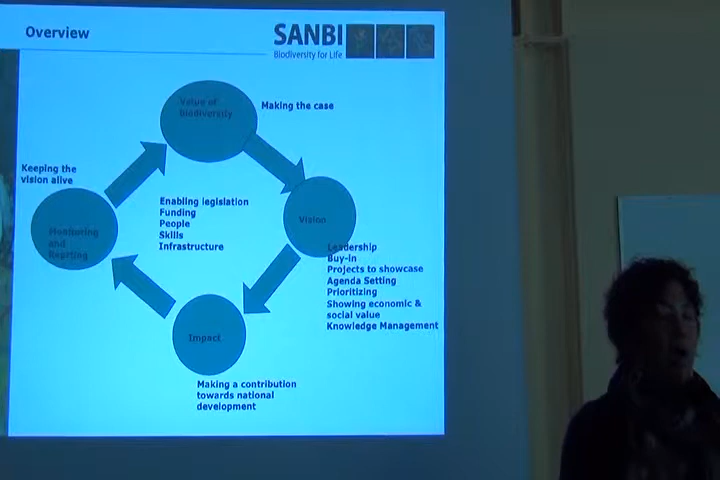 Overview
SANBI
Biodiversity for Life
Value of
Biodiversity
Making the case
Keeping the
vision alive
Enabling legislation
Funding
People
Skills
Infrastructure
Vision
Monitoring
and
Reporting
Leadership
Buy-in
Projects to showcase
Agenda Setting
Prioritizing
Showing economic &
social value
Knowledge Management
Impact
Making a contribution
towards national
development